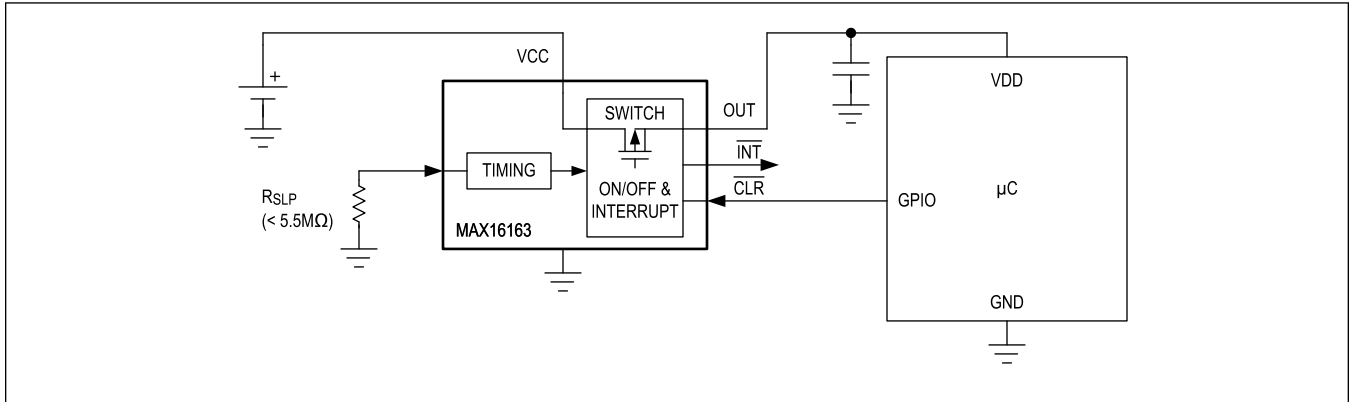 VCC
+
SWITCH
OUT
VDD
INT
TIMING
CLR
RSLP
(< 5.5MΩ)
ON/OFF &
INTERRUPT
GPIO
µC
MAX16163
GND